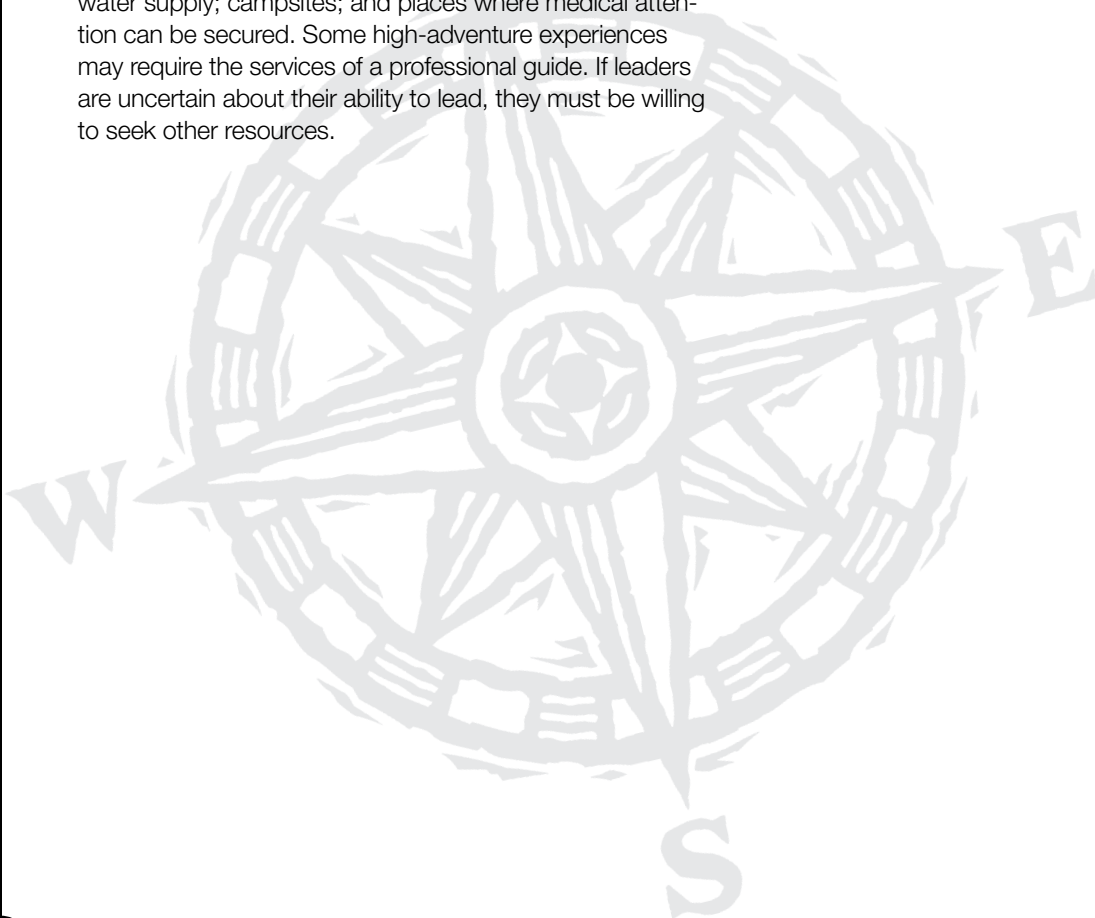 water supply; campsites; and places where medical atten-
tion can be secured. Some high-adventure experiences
may require the services of a professional guide. If leaders
are uncertain about their ability to lead, they must be willing
to seek other resources.
E
W
S